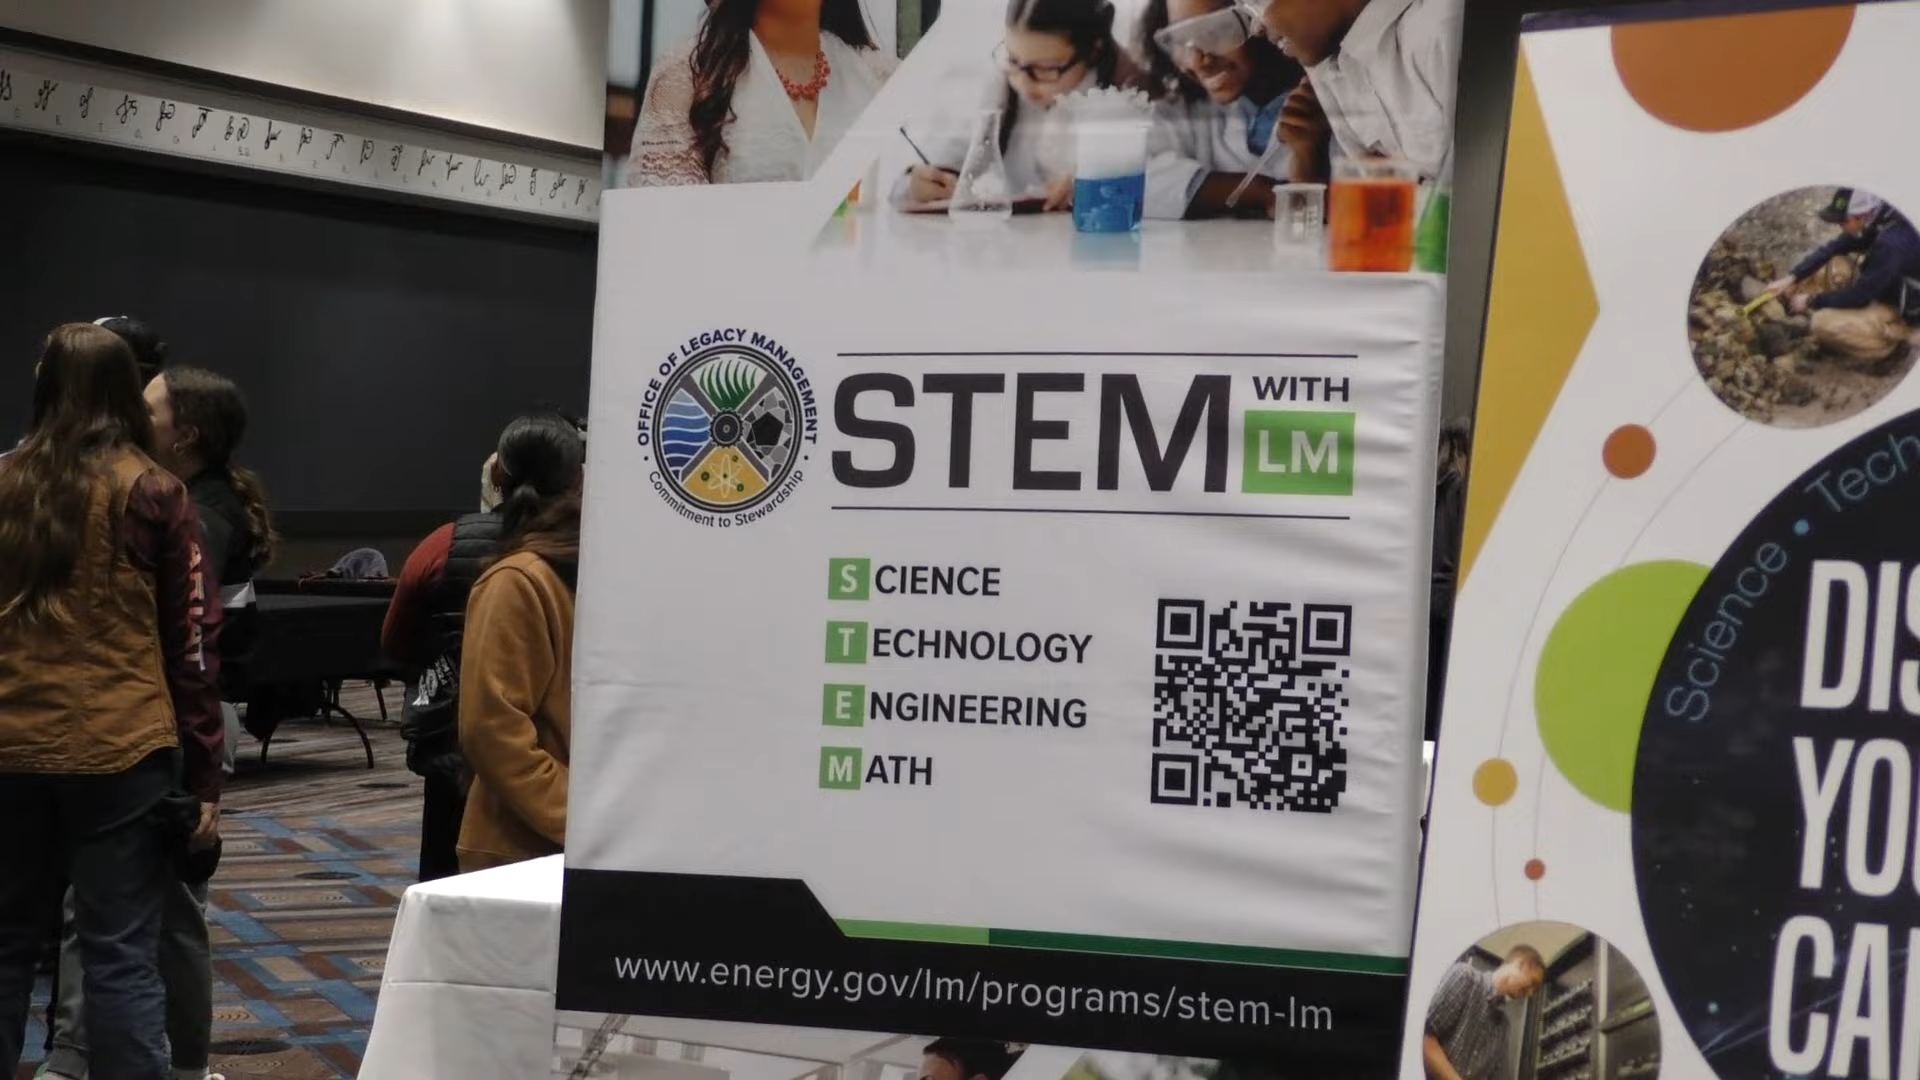 OFFICE OF LEGACY MANAGEMENT
Commitment to Stewardship
STEM
WITH
LM
SCIENCE
TECHNOLOGY
ENGINEERING
MATH
www.energy.gov/lm/programs/stem-lm
Science • Tech
DIS
YOU
CA